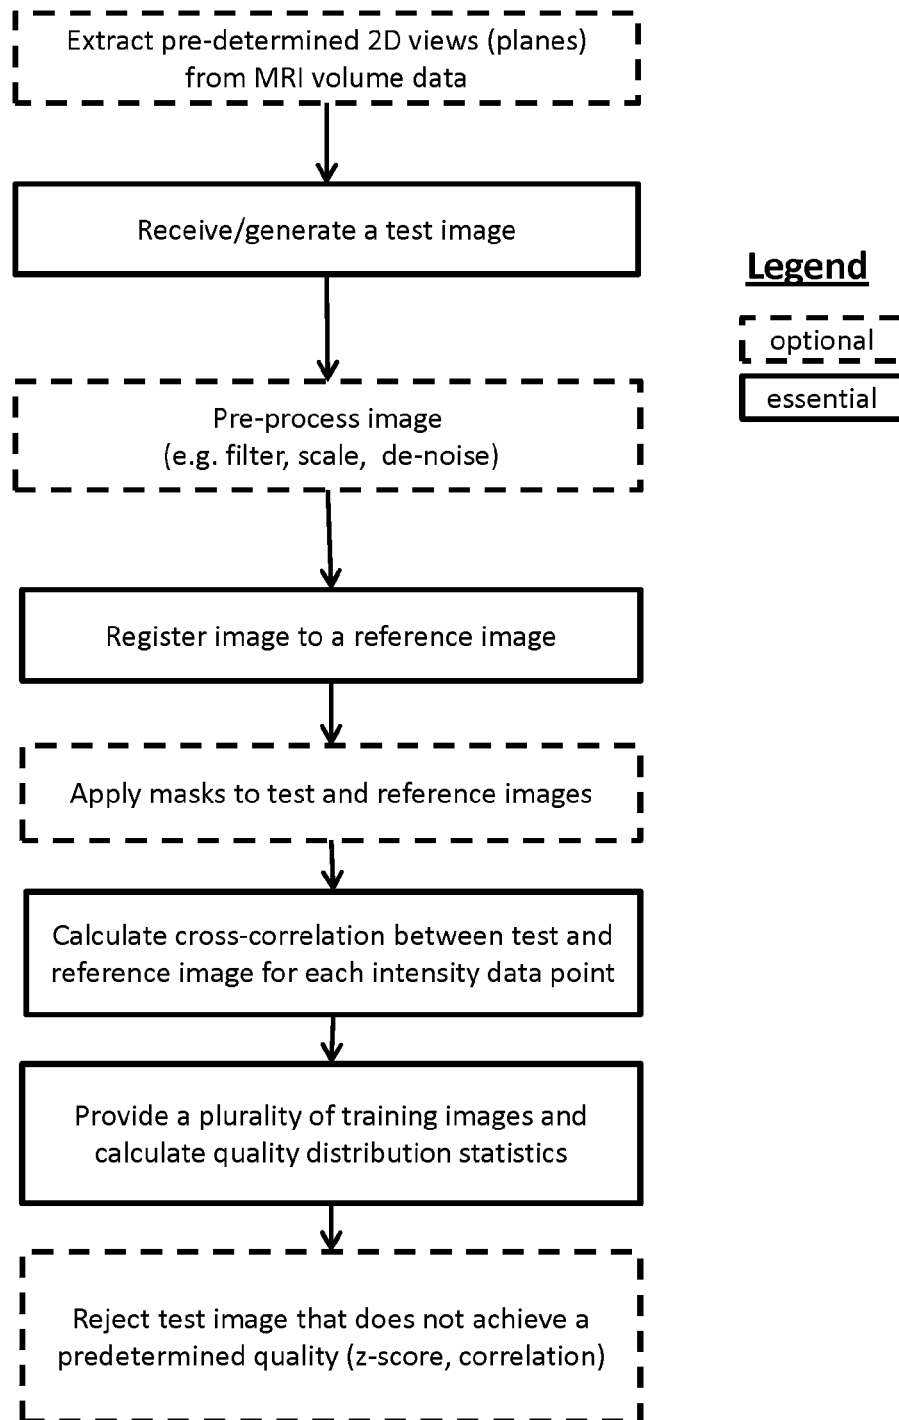 Extract pre-determined 2D views (planes)
from MRI volume data
Receive/generate a test image
Legend
optional
essential
Pre-process image
(e.g. filter, scale, de-noise)
Register image to a reference image
Apply masks to test and reference images
Calculate cross-correlation between test and
reference image for each intensity data point
Provide a plurality of training images and
calculate quality distribution statistics
Reject test image that does not achieve a
predetermined quality (z-score, correlation)